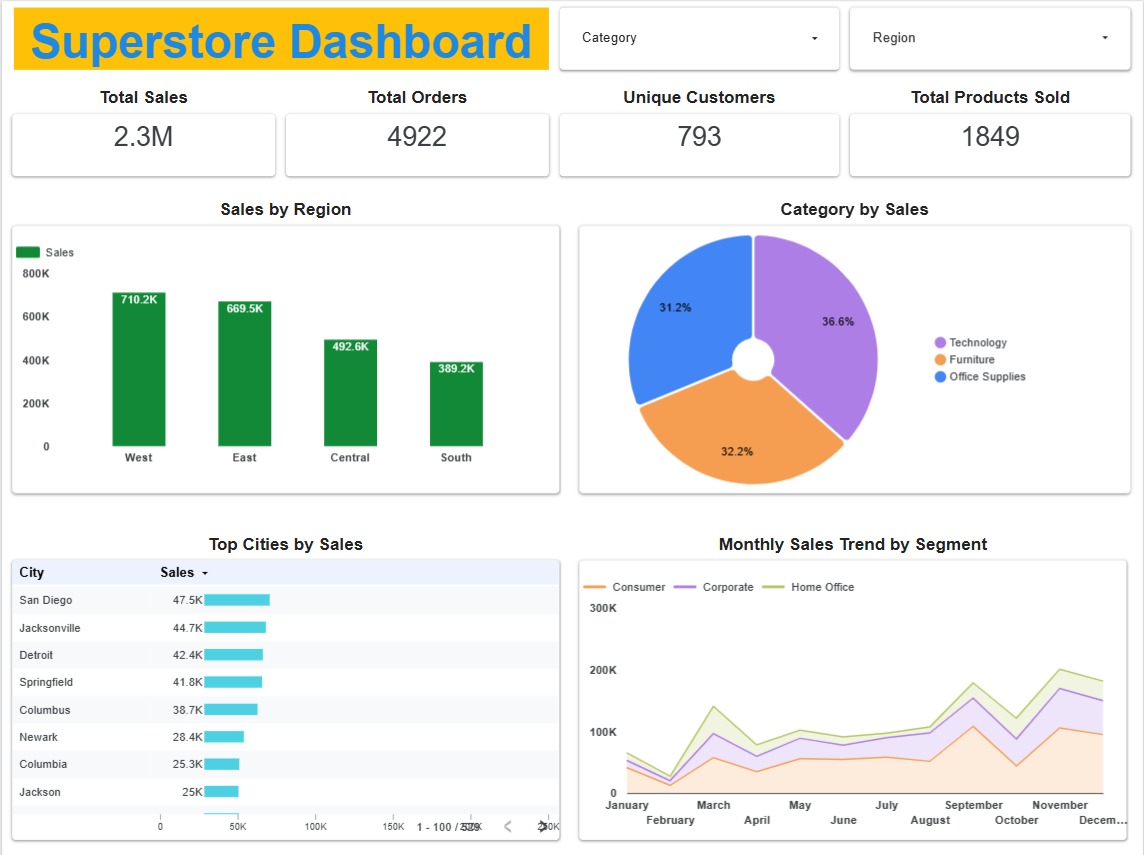 Superstore Dashboard
Category
Region
Total Sales
Total Orders
Unique Customers
Total Products Sold
2.3M
4922
793
1849
Sales by Region
Category by Sales
Sales
800K
600K
400K
200K
0
710.2K
669.5K
492.6K
389.2K
West
East
Central
South
31.2%
36.6%
32.2%
Technology
Furniture
Office Supplies
Top Cities by Sales
City Sales
San Diego 47.5K
Jacksonville 44.7K
Detroit 42.4K
Springfield 41.8K
Columbus 38.7K
Newark 28.4K
Columbia 25.3K
Jackson 25K
0 50K 100K 150K
1 - 100 /
Monthly Sales Trend by Segment
Consumer Corporate Home Office
300K
200K
100K
0
January March May July September November
February April June August October Decem...